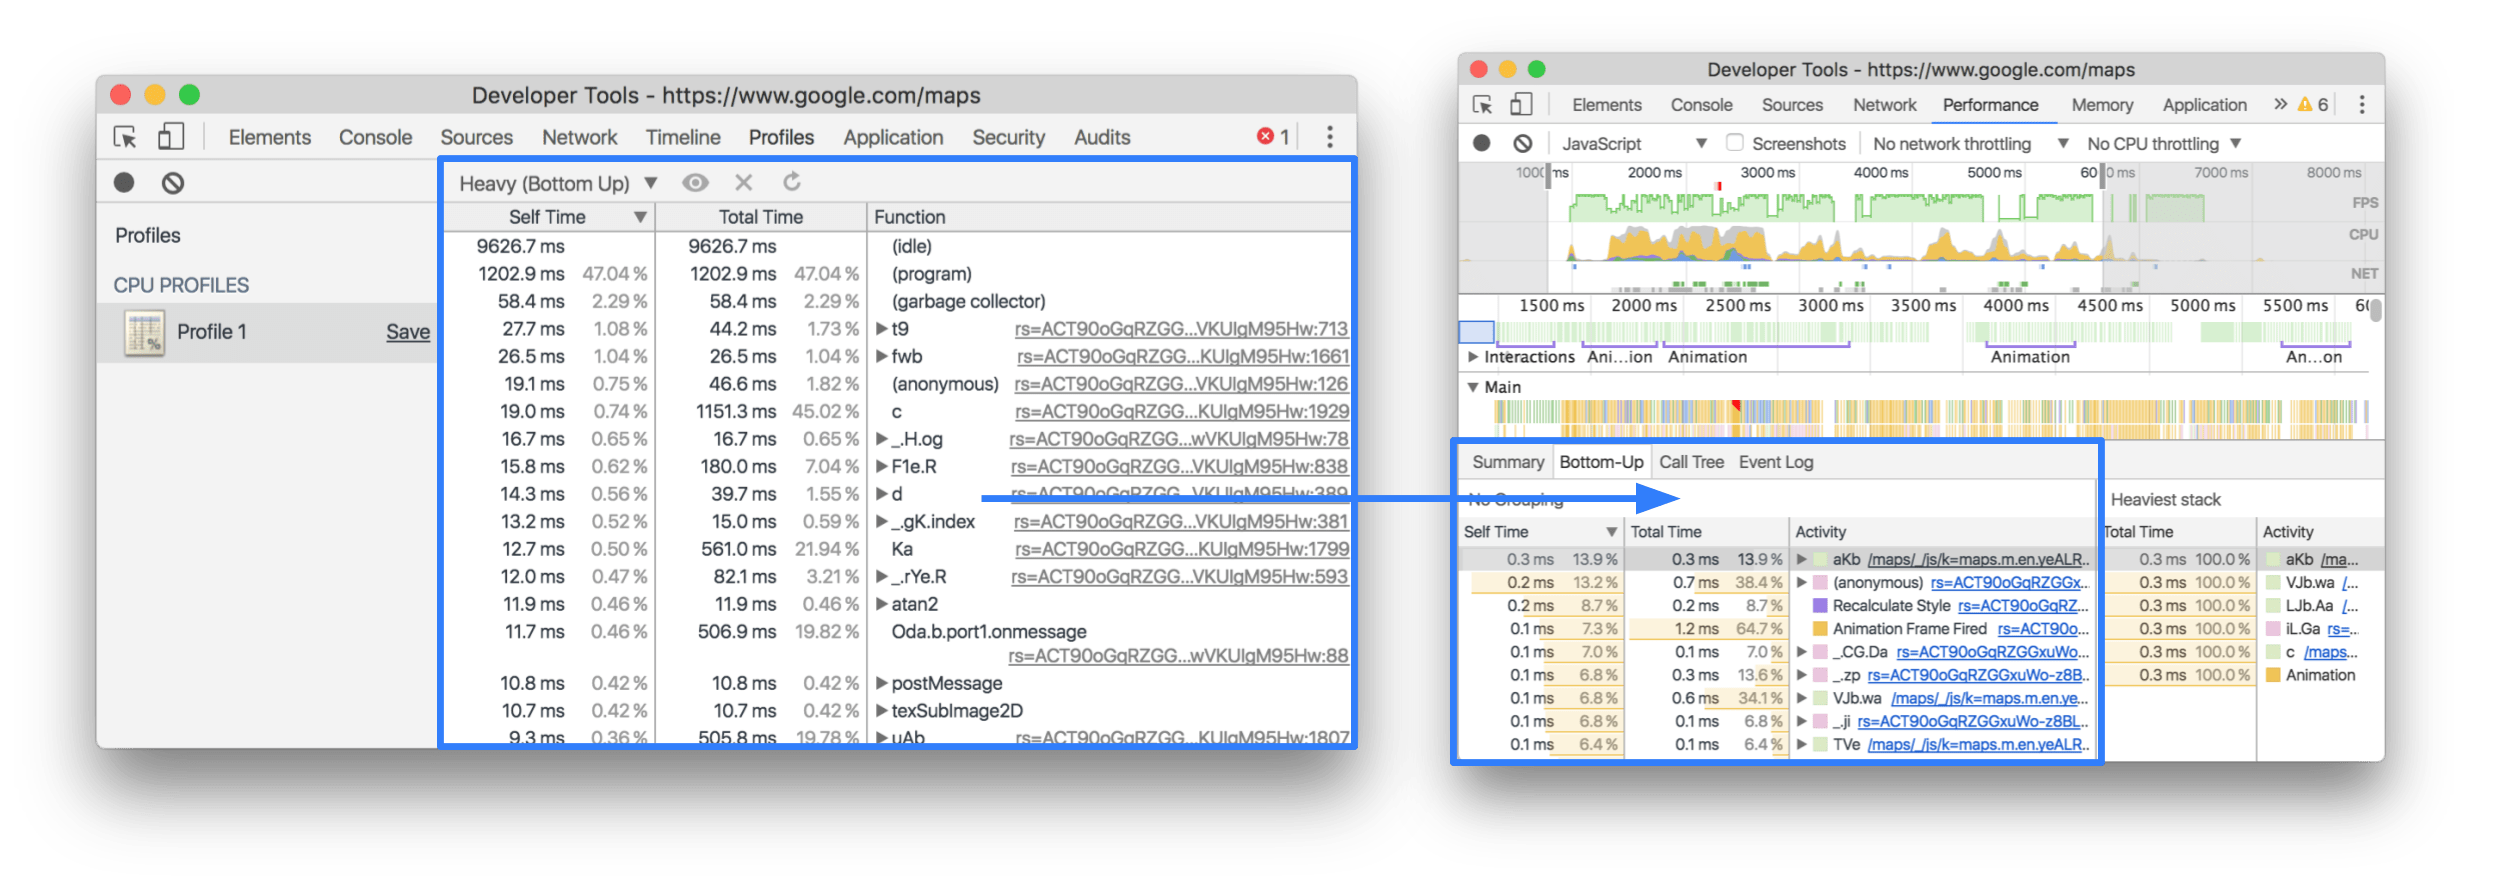 Developer Tools - https://www.google.com/maps
Elements Console Sources Network Timeline Profiles Application Security Audits 1
Profiles
CPU PROFILES
Profile 1 Save
Heavy (Bottom Up)
Self Time Total Time Function
9626.7 ms 9626.7 ms (idle)
1202.9 ms 47.04 % 1202.9 ms 47.04 % (program)
58.4 ms 2.29 % 58.4 ms 2.29 % (garbage collector)
27.7 ms 1.08 % 44.2 ms 1.73 % t9 rs=ACT90oGqRZGG...VKUIgM95Hw:713
26.5 ms 1.04 % 26.5 ms 1.04 % fwb rs=ACT90oGqRZGG...KUIgM95Hw:1661
19.1 ms 0.75 % 46.6 ms 1.82 % (anonymous) rs=ACT90oGqRZGG...VKUIgM95Hw:126
19.0 ms 0.74 % 1151.3 ms 45.02 % c rs=ACT90oGqRZGG...KUIgM95Hw:1929
16.7 ms 0.65 % 16.7 ms 0.65 % _.H.og rs=ACT90oGqRZGG...wVKUIgM95Hw:78
15.8 ms 0.62 % 180.0 ms 7.04 % F1e.R rs=ACT90oGqRZGG...VKUIgM95Hw:838
14.3 ms 0.56 % 39.7 ms 1.55 % d rs=ACT90oGqRZGG...VKUIgM95Hw:389
13.2 ms 0.52 % 15.0 ms 0.59 % _.gK.index rs=ACT90oGqRZGG...VKUIgM95Hw:381
12.7 ms 0.50 % 561.0 ms 21.94 % Ka rs=ACT90oGqRZGG...KUIgM95Hw:1799
12.0 ms 0.47 % 82.1 ms 3.21 % _.rYe.R rs=ACT90oGqRZGG...VKUIgM95Hw:593
11.9 ms 0.46 % 11.9 ms 0.46 % atan2
11.7 ms 0.46 % 506.9 ms 19.82 % Oda.b.port1.onmessage
rs=ACT90oGqRZGG...wVKUIgM95Hw:88
10.8 ms 0.42 % 10.8 ms 0.42 % postMessage
10.7 ms 0.42 % 10.7 ms 0.42 % texSubImage2D
9.3 ms 0.36 % 505.8 ms 19.78 % uAb rs=ACT90oGqRZGG...KUIgM95Hw:1807
Developer Tools - https://www.google.com/maps
Elements Console Sources Network Performance Memory Application » 6
JavaScript Screenshots No network throttling No CPU throttling
1000 ms 2000 ms 3000 ms 4000 ms 5000 ms 60 0 ms 7000 ms 8000 ms
FPS
CPU
NET
1500 ms 2000 ms 2500 ms 3000 ms 3500 ms 4000 ms 4500 ms 5000 ms 5500 ms 60
Interactions Ani...ion Animation Animation An...on
Main
Summary Bottom-Up Call Tree Event Log
No Grouping Heaviest stack
Self Time Total Time Activity Total Time Activity
0.3 ms 13.9 % 0.3 ms 13.9 % aKb /maps/_/js/k=maps.m.en.yeALR... 0.3 ms 100.0 % aKb /ma...
0.2 ms 13.2 % 0.7 ms 38.4 % (anonymous) rs=ACT90oGqRZGGx... 0.3 ms 100.0 % VJb.wa /...
0.2 ms 8.7 % 0.2 ms 8.7 % Recalculate Style rs=ACT90oGqRZ... 0.3 ms 100.0 % LJb.Aa /...
0.1 ms 7.3 % 1.2 ms 64.7 % Animation Frame Fired rs=ACT90o... 0.3 ms 100.0 % iL.Ga rs=...
0.1 ms 7.0 % 0.1 ms 7.0 % _.CG.Da rs=ACT90oGqRZGGxuWo... 0.3 ms 100.0 % c /maps...
0.1 ms 6.8 % 0.3 ms 13.6 % _.zp rs=ACT90oGqRZGGxuWo-z8B... 0.3 ms 100.0 % Animation
0.1 ms 6.8 % 0.6 ms 34.1 % VJb.wa /maps/_/js/k=maps.m.en.ye...
0.1 ms 6.8 % 0.1 ms 6.8 % _.ji rs=ACT90oGqRZGGxuWo-z8BL...
0.1 ms 6.4 % 0.1 ms 6.4 % TVe /maps/_/js/k=maps.m.en.yeALR...